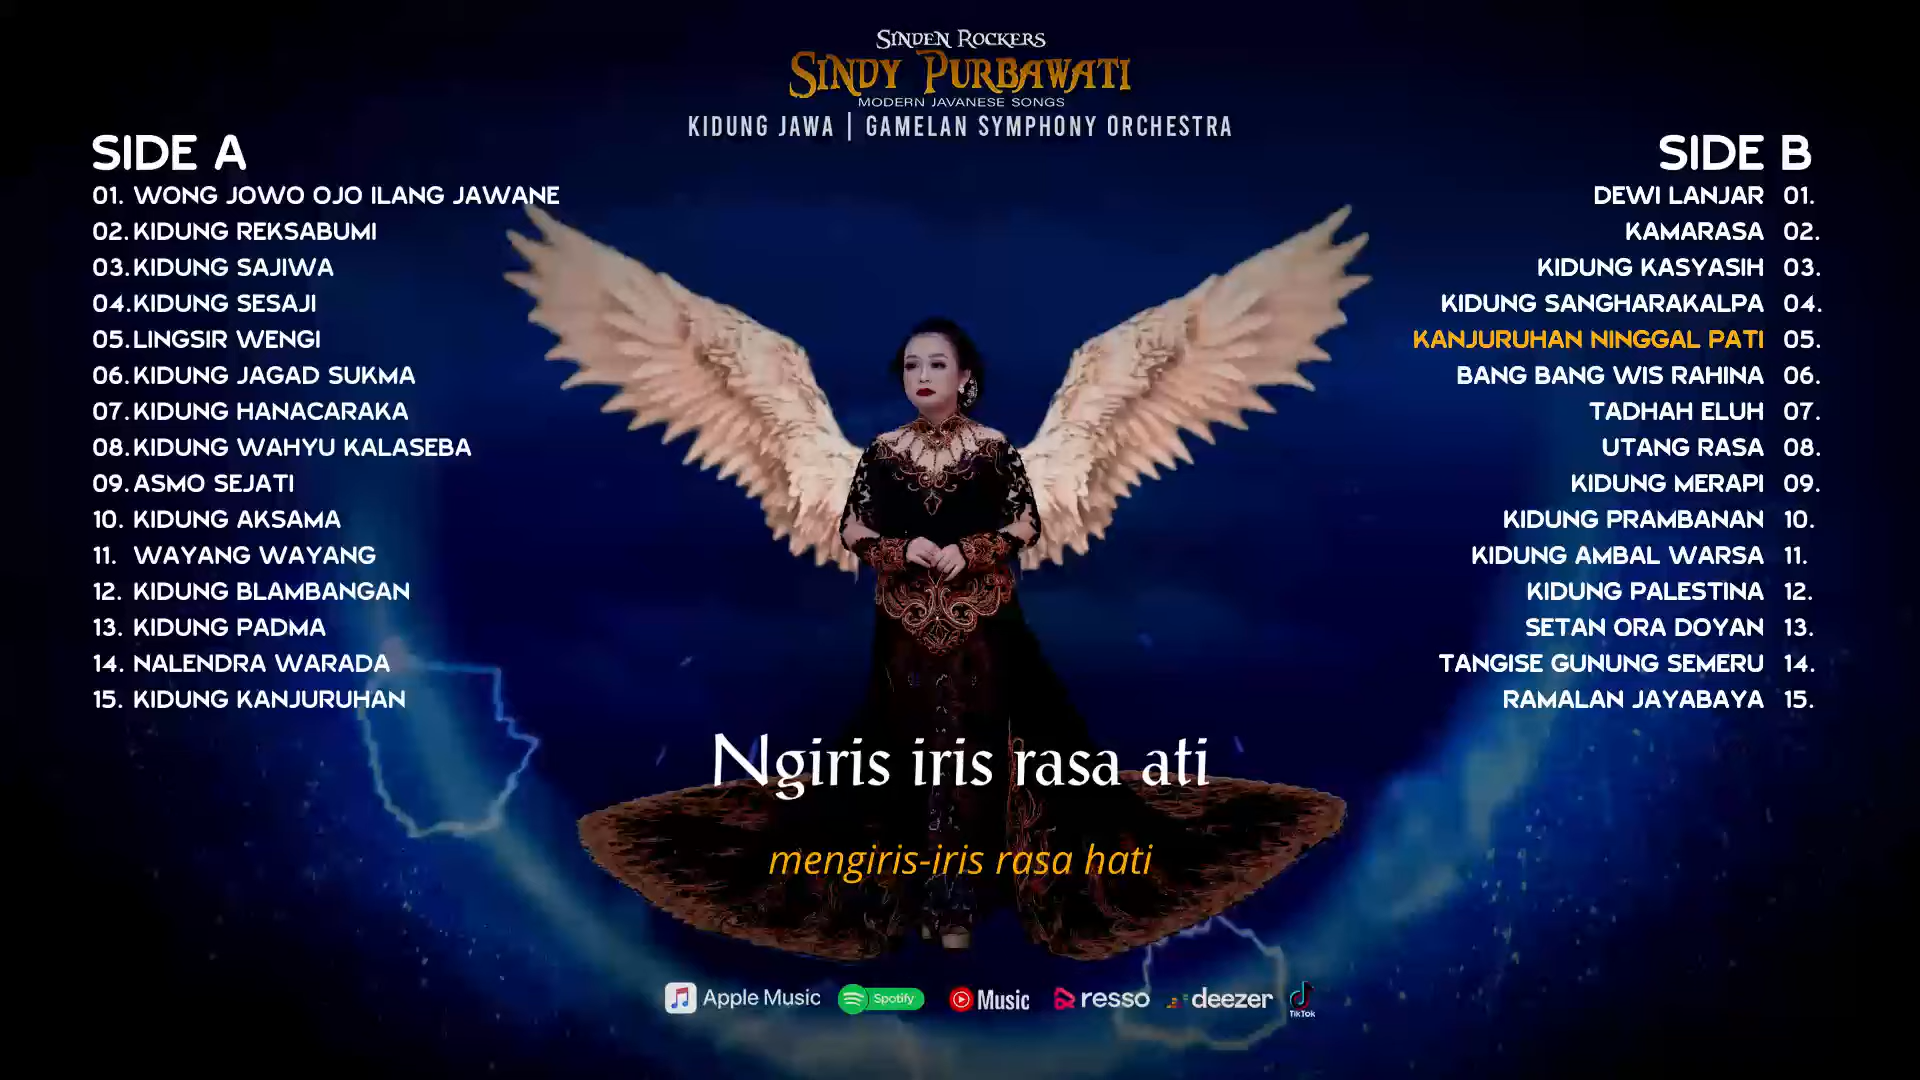 SINDEN ROCKERS
SINDY PURBAWATI
MODERN JAVANESE SONGS
KIDUNG JAWA | GAMELAN SYMPHONY ORCHESTRA
SIDE A
01. WONG JOWO OJO ILANG JAWANE
02. KIDUNG REKSABUMI
03. KIDUNG SAJIWA
04. KIDUNG SESAJI
05. LINGSIR WENGI
06. KIDUNG JAGAD SUKMA
07. KIDUNG HANACARAKA
08. KIDUNG WAHYU KALASEBA
09. ASMO SEJATI
10. KIDUNG AKSAMA
11. WAYANG WAYANG
12. KIDUNG BLAMBANGAN
13. KIDUNG PADMA
14. NALENDRA WARADA
15. KIDUNG KANJURUHAN
SIDE B
DEWI LANJAR 01.
KAMARASA 02.
KIDUNG KASYASIH 03.
KIDUNG SANGHARAKALPA 04.
KANJURUHAN NINGGAL PATI 05.
BANG BANG WIS RAHINA 06.
TADHAH ELUH 07.
UTANG RASA 08.
KIDUNG MERAPI 09.
KIDUNG PRAMBANAN 10.
KIDUNG AMBAL WARSA 11.
KIDUNG PALESTINA 12.
SETAN ORA DOYAN 13.
TANGISE GUNUNG SEMERU 14.
RAMALAN JAYABAYA 15.
Ngiris iris rasa ati
mengiris-iris rasa hati
Apple Music Spotify Music resso deezer TikTok